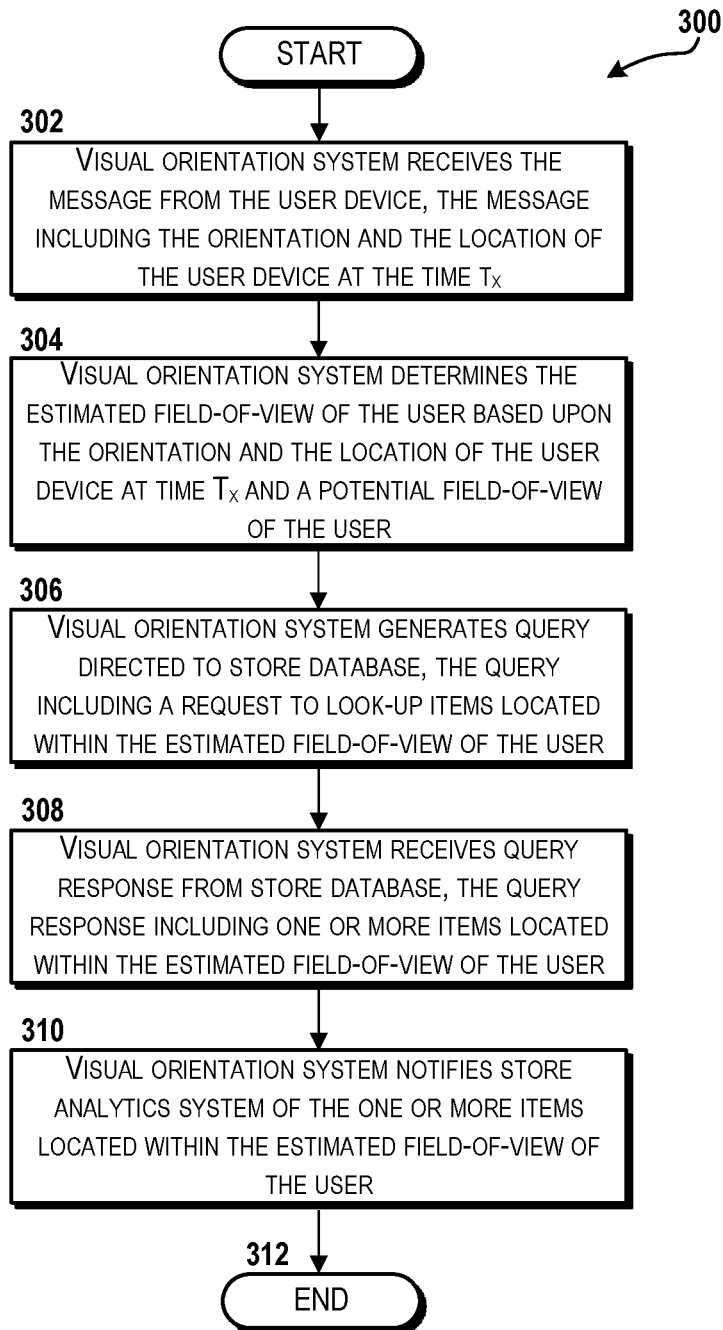 300
START
302
VISUAL ORIENTATION SYSTEM RECEIVES THE
MESSAGE FROM THE USER DEVICE, THE MESSAGE
INCLUDING THE ORIENTATION AND THE LOCATION OF
THE USER DEVICE AT THE TIME TX
304
VISUAL ORIENTATION SYSTEM DETERMINES THE
ESTIMATED FIELD-OF-VIEW OF THE USER BASED UPON
THE ORIENTATION AND THE LOCATION OF THE USER
DEVICE AT TIME TX AND A POTENTIAL FIELD-OF-VIEW
OF THE USER
306
VISUAL ORIENTATION SYSTEM GENERATES QUERY
DIRECTED TO STORE DATABASE, THE QUERY
INCLUDING A REQUEST TO LOOK-UP ITEMS LOCATED
WITHIN THE ESTIMATED FIELD-OF-VIEW OF THE USER
308
VISUAL ORIENTATION SYSTEM RECEIVES QUERY
RESPONSE FROM STORE DATABASE, THE QUERY
RESPONSE INCLUDING ONE OR MORE ITEMS LOCATED
WITHIN THE ESTIMATED FIELD-OF-VIEW OF THE USER
310
VISUAL ORIENTATION SYSTEM NOTIFIES STORE
ANALYTICS SYSTEM OF THE ONE OR MORE ITEMS
LOCATED WITHIN THE ESTIMATED FIELD-OF-VIEW OF
THE USER
312
END